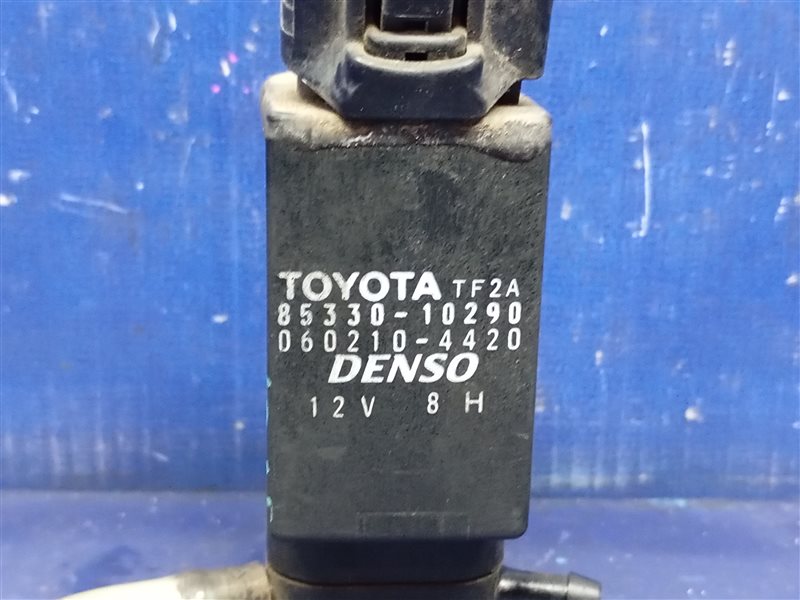 TOYOTA TF2A
85330-10290
060210-4420
DENSO
12V 8H